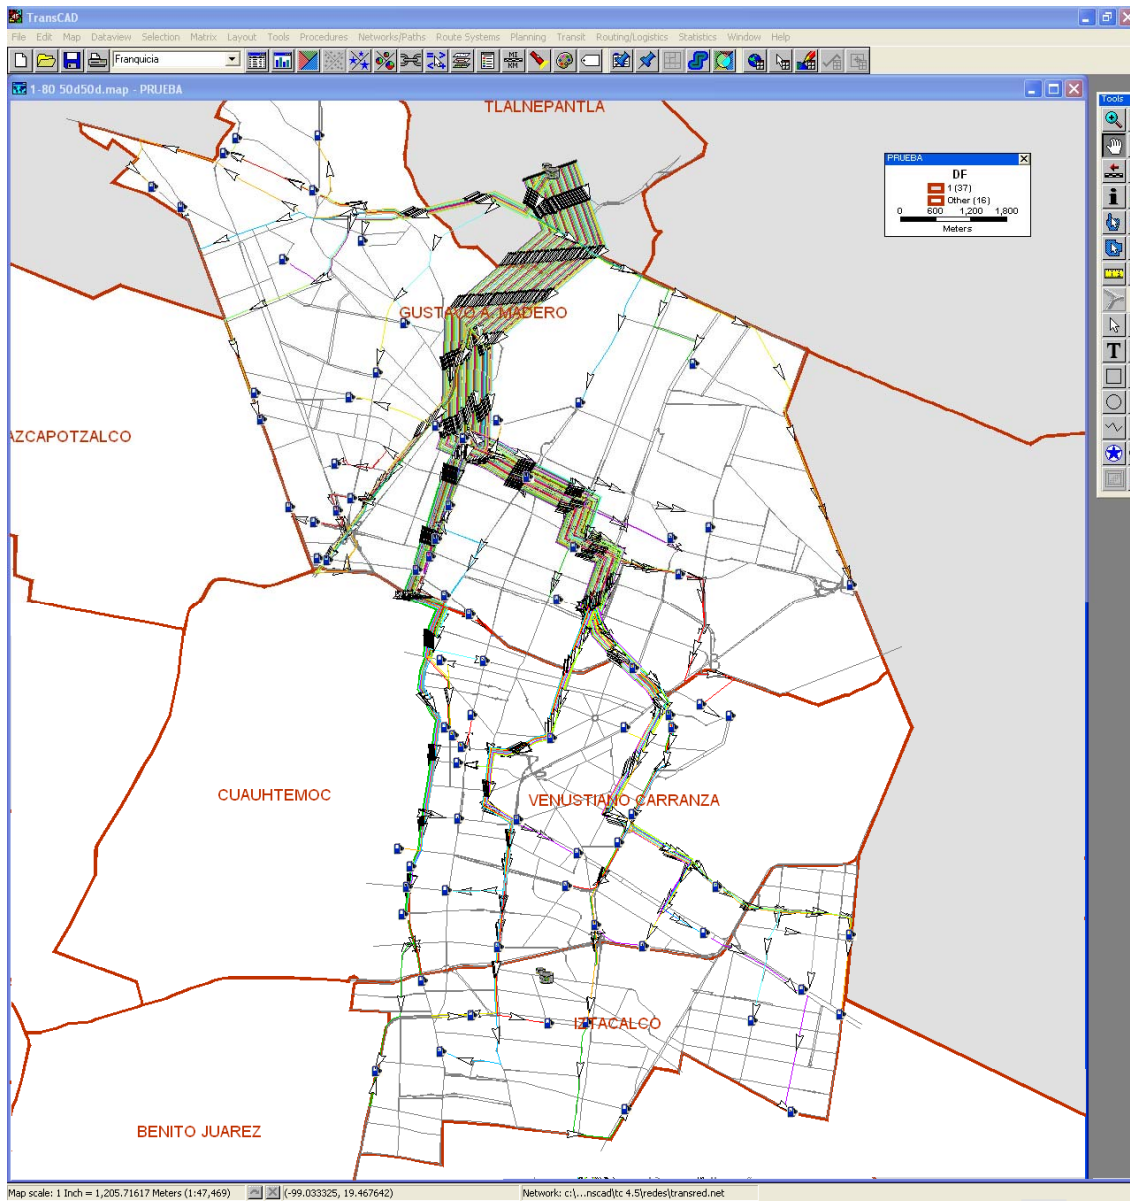 TransCAD
File Edit Map Dataview Selection Matrix Layout Tools Procedures Networks/Paths Route Systems Planning Transit Routing/Logistics Statistics Window Help
Franquicia
MI
KM
1-80 50d50d.map - PRUEBA
Tools
TLALNEPANTLA
PRUEBA
DF
1 (37)
Other (16)
0 600 1,200 1,800
Meters
GUSTAVO A. MADERO
AZCAPOTZALCO
CUAUHTEMOC
VENUSTIANO CARRANZA
IZTACALCO
BENITO JUAREZ
Map scale: 1 Inch = 1,205.71617 Meters (1:47,469) (-99.033325, 19.467642) Network: c:\...nscad\tc 4.5\redes\transred.net